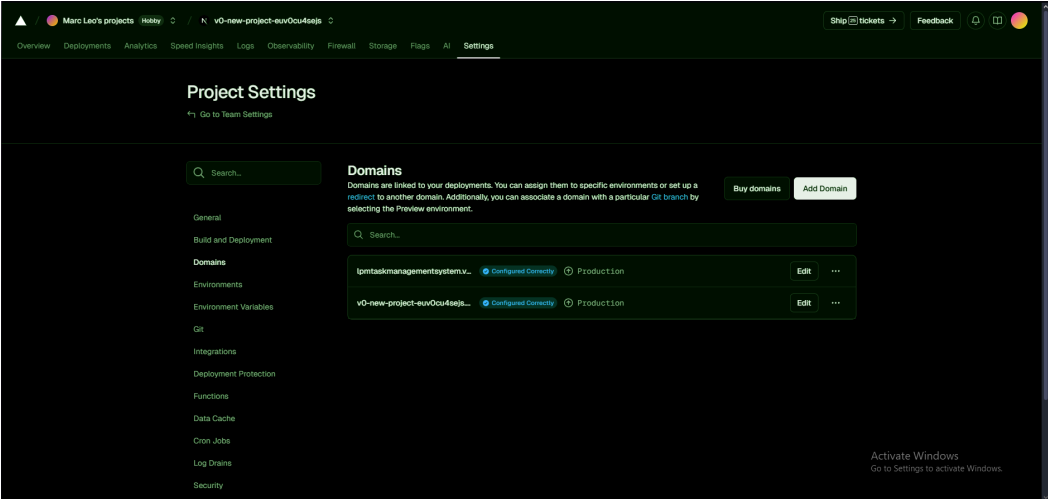 Marc Leo's projects Hobby / v0-new-project-euv0cu4sejs
Ship 25 tickets → Feedback
Overview Deployments Analytics Speed Insights Logs Observability Firewall Storage Flags AI Settings
Project Settings
Go to Team Settings
Search...
General
Build and Deployment
Domains
Environments
Environment Variables
Git
Integrations
Deployment Protection
Functions
Data Cache
Cron Jobs
Log Drains
Security
Domains
Domains are linked to your deployments. You can assign them to specific environments or set up a
redirect to another domain. Additionally, you can associate a domain with a particular Git branch by
selecting the Preview environment.
Buy domains Add Domain
Search...
lpmtaskmanagementsystem.v... Configured Correctly Production Edit
v0-new-project-euv0cu4sejs.... Configured Correctly Production Edit
Activate Windows
Go to Settings to activate Windows.